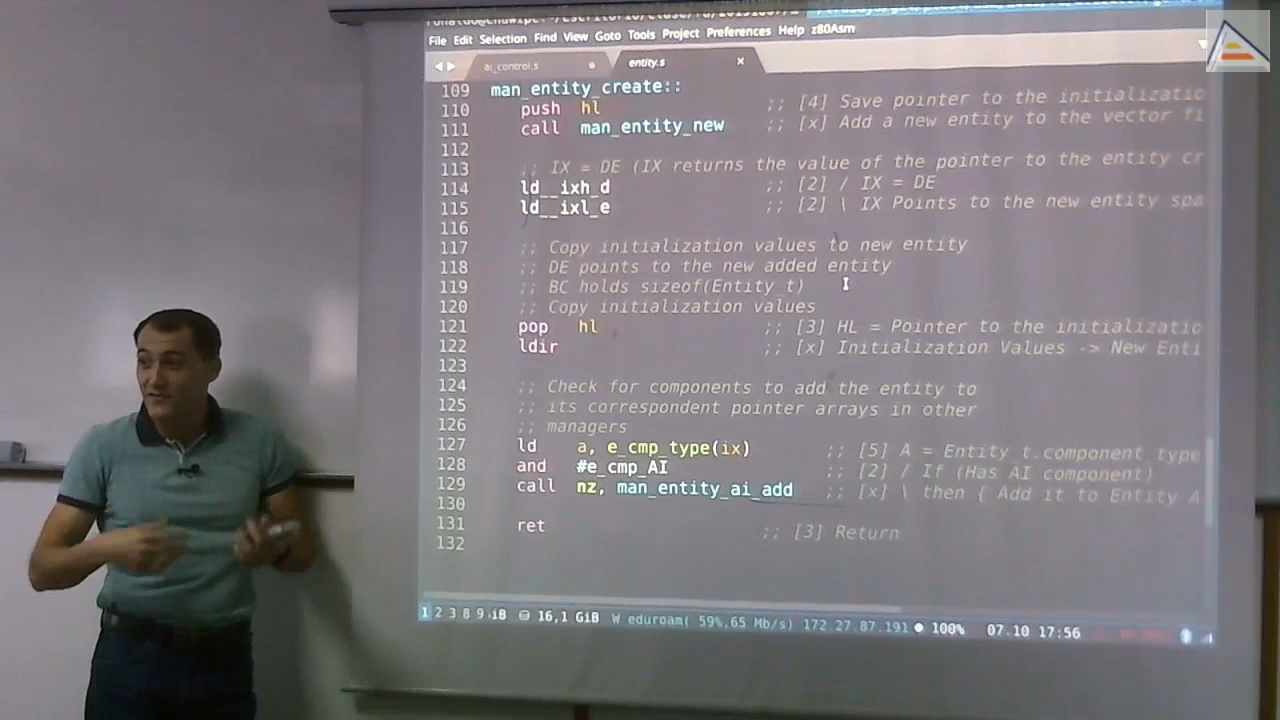 File Edit Selection Find View Goto Tools Project Preferences Help z80Asm
ai_control.s entity.s
109 man_entity_create::
110 push hl ;; [4] Save pointer to the initializatio
111 call man_entity_new ;; [x] Add a new entity to the vector fi
112
113 ;; IX = DE (IX returns the value of the pointer to the entity cr
114 ld__ixh_d ;; [2] / IX = DE
115 ld__ixl_e ;; [2] \ IX Points to the new entity spa
116
117 ;; Copy initialization values to new entity
118 ;; DE points to the new added entity
119 ;; BC holds sizeof(Entity_t)
120 ;; Copy initialization values
121 pop hl ;; [3] HL = Pointer to the initializatio
122 ldir ;; [x] Initialization Values -> New Enti
123
124 ;; Check for components to add the entity to
125 ;; its correspondent pointer arrays in other
126 ;; managers
127 ld a, e_cmp_type(ix) ;; [5] A = Entity_t.component_type
128 and #e_cmp_AI ;; [2] / If (Has AI component)
129 call nz, man_entity_ai_add ;; [x] \ then { Add it to Entity A
130
131 ret ;; [3] Return
132
1 2 3 8 9 iB 16,1 GiB W eduroam( 59%,65 Mb/s) 172.27.87.191 100% 07.10 17:56